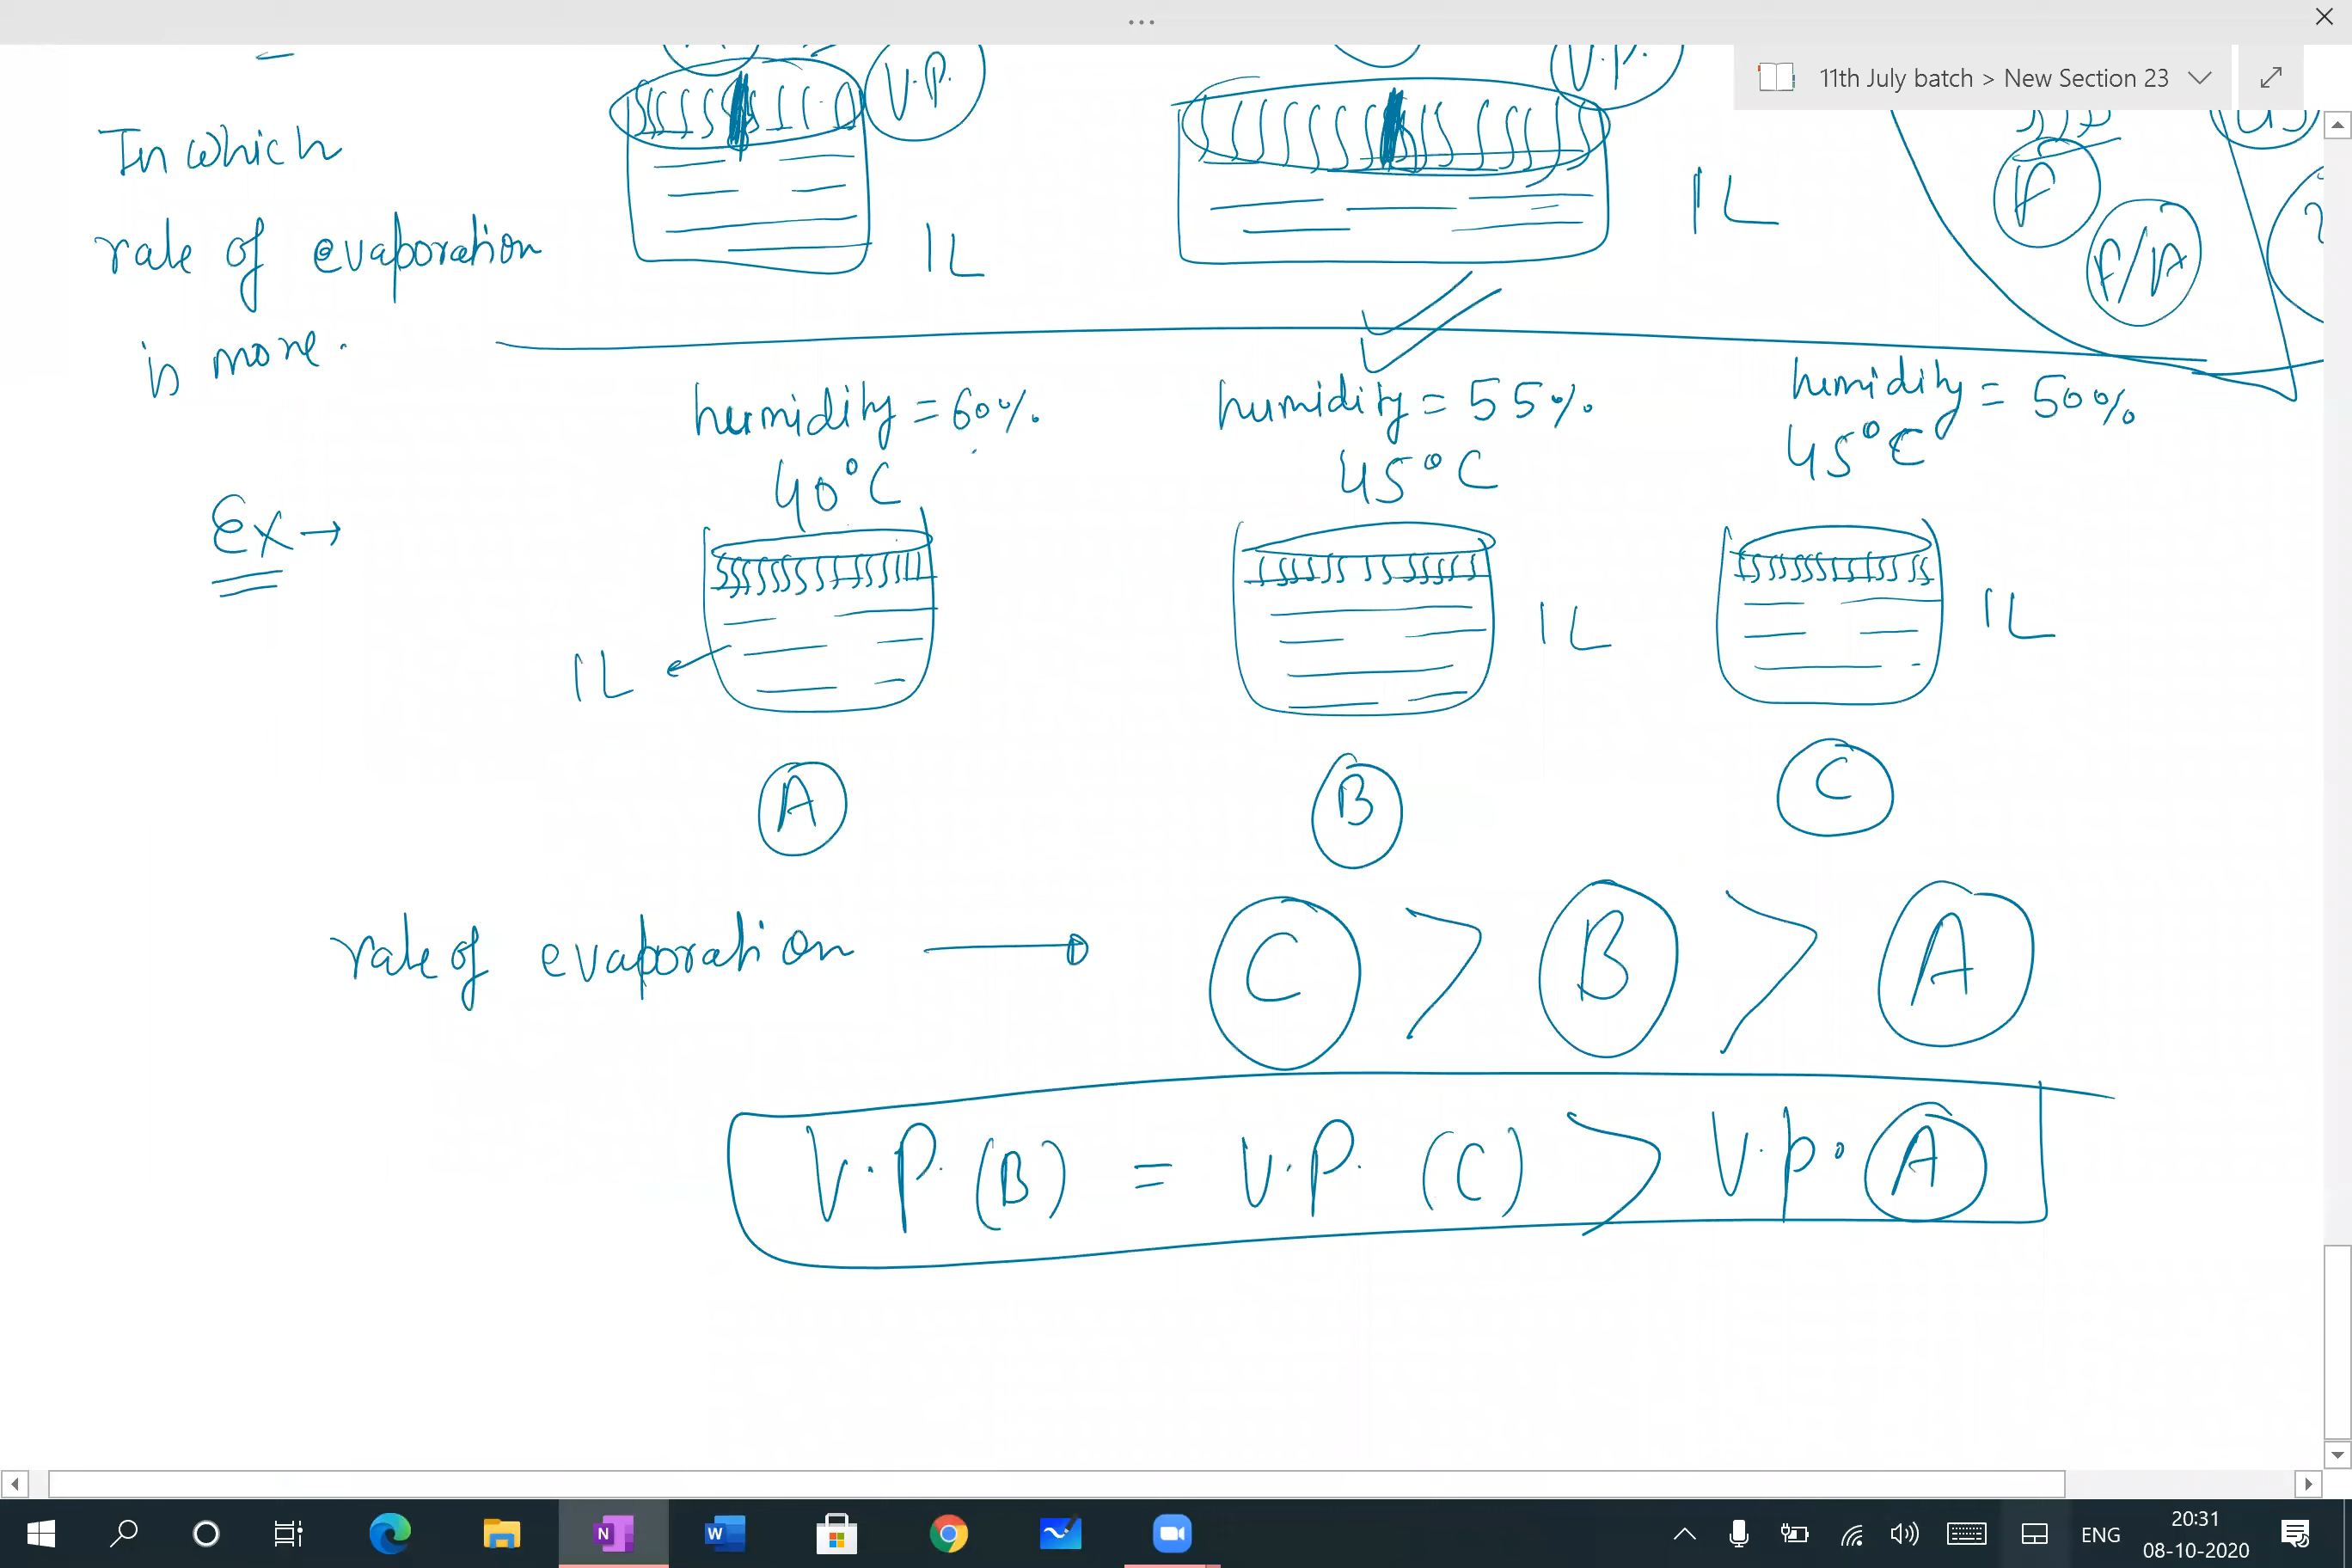 11th July batch > New Section 23
V.P.
V.P.
In which
rate of evaporation
is more.
1L
1L
F
F/A
humidity = 60%.
40°C
humidity = 55%.
45°C
humidity = 50%
45°C
Ex →
1L
1L
1L
A
B
C
rate of evaporation → C > B > A
V.P. (B) = V.P. (C) > V.p. A
ENG
20:31
08-10-2020